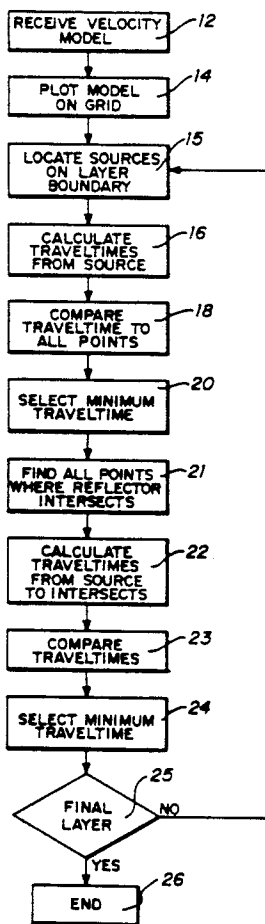 RECEIVE VELOCITY
MODEL
12
PLOT MODEL
ON GRID
14
LOCATE SOURCES
ON LAYER
BOUNDARY
15
CALCULATE
TRAVELTIMES
FROM SOURCE
16
COMPARE
TRAVELTIME TO
ALL POINTS
18
SELECT MINIMUM
TRAVELTIME
20
FIND ALL POINTS
WHERE REFLECTOR
INTERSECTS
21
CALCULATE
TRAVELTIMES
FROM SOURCE
TO INTERSECTS
22
COMPARE
TRAVELTIMES
23
SELECT MINIMUM
TRAVELTIME
24
FINAL
LAYER
25
NO
YES
END
26